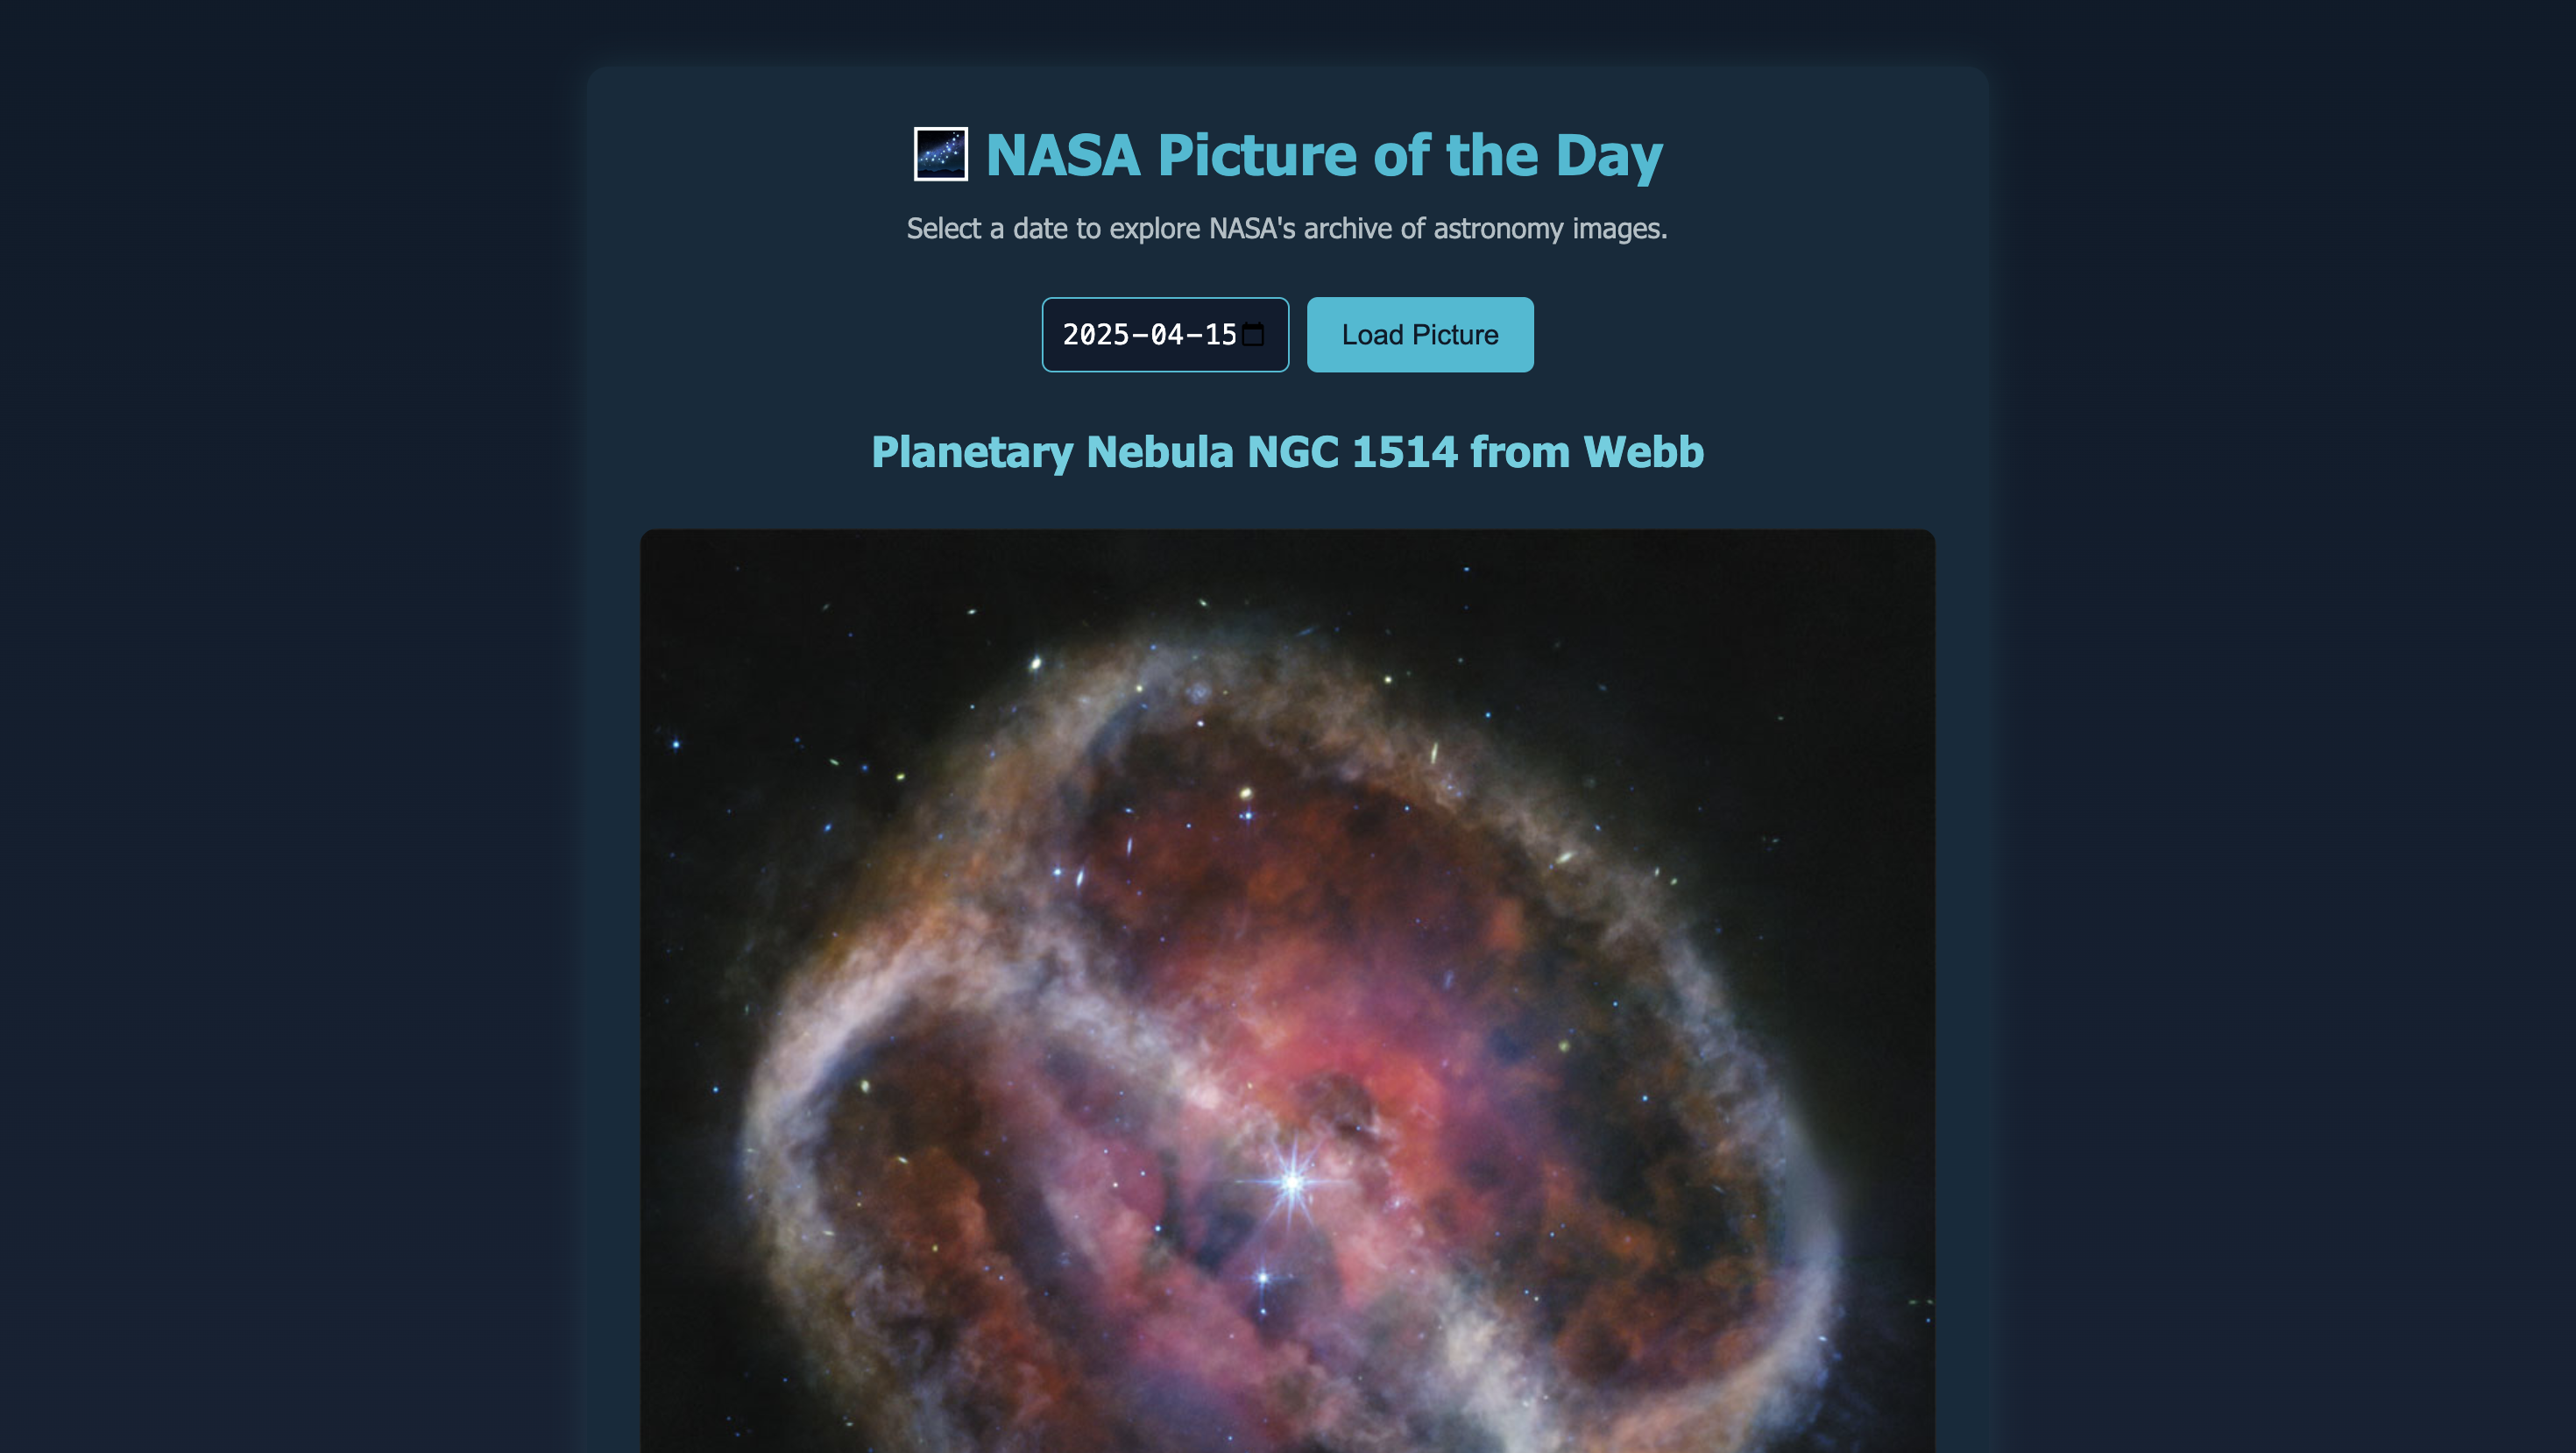 NASA Picture of the Day
Select a date to explore NASA's archive of astronomy images.
2025-04-15
Load Picture
Planetary Nebula NGC 1514 from Webb